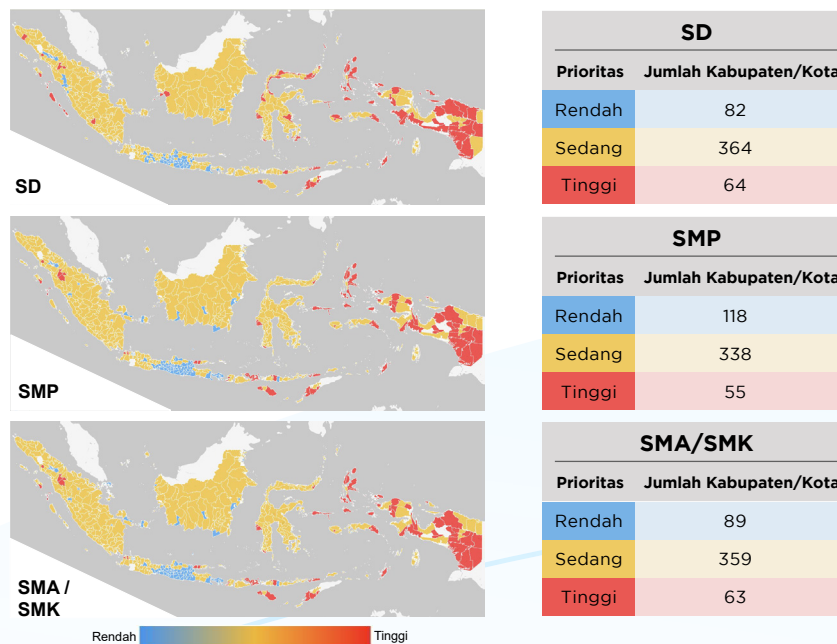 SD
SMP
SMA /
SMK
Rendah
Tinggi
SD
Prioritas Jumlah Kabupaten/Kota
Rendah 82
Sedang 364
Tinggi 64
SMP
Prioritas Jumlah Kabupaten/Kota
Rendah 118
Sedang 338
Tinggi 55
SMA/SMK
Prioritas Jumlah Kabupaten/Kota
Rendah 89
Sedang 359
Tinggi 63